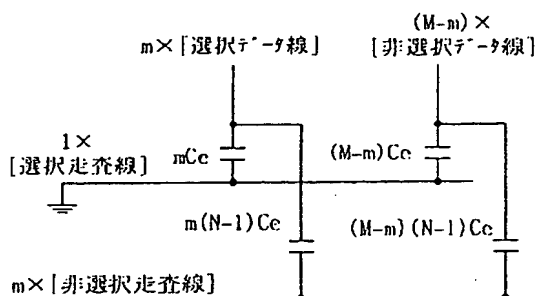 m×[選択データ線]
(M-m)×
[非選択データ線]
1×
[選択走査線]
mCe
(M-m)Ce
m(N-1)Ce
(M-m)(N-1)Ce
m×[非選択走査線]